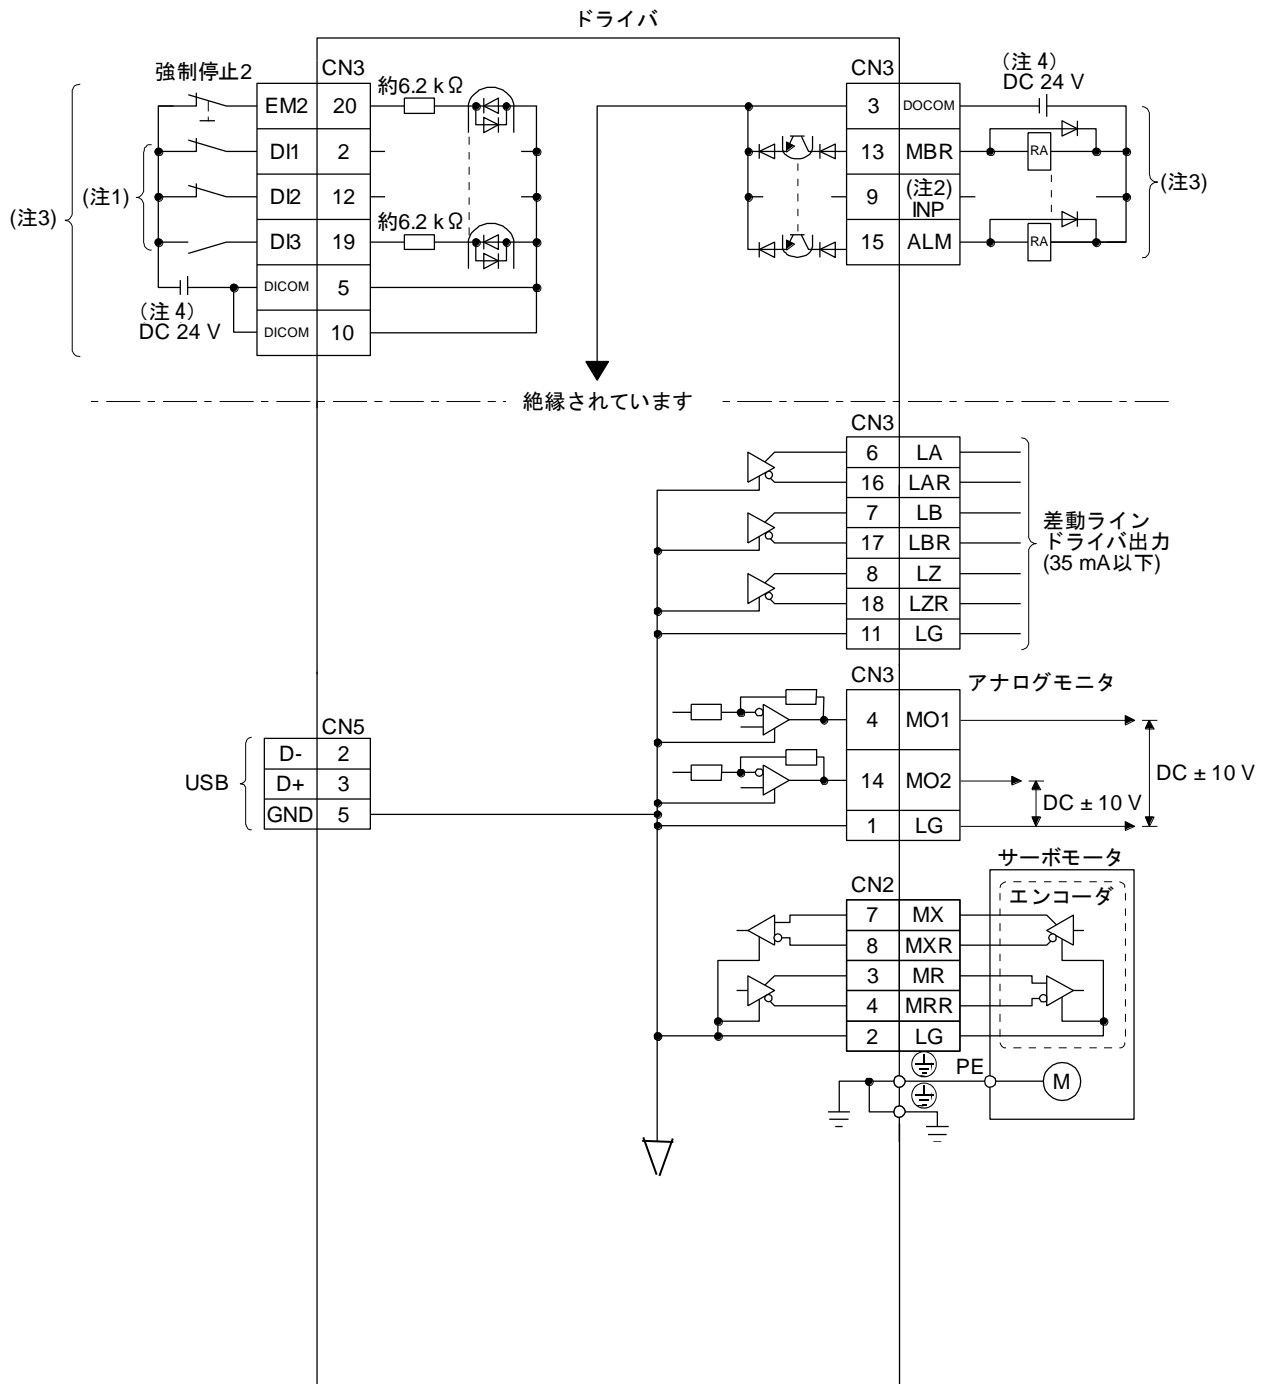 ドライバ
強制停止2
CN3
EM2 20
DI1 2
DI2 12
DI3 19
DICOM 5
DICOM 10
約6.2 kΩ
約6.2 kΩ
(注1)
(注3)
(注 4)
DC 24 V
CN3
3 DOCOM
13 MBR
9 (注2)
INP
15 ALM
(注 4)
DC 24 V
RA
RA
(注3)
絶縁されています
CN3
6 LA
16 LAR
7 LB
17 LBR
8 LZ
18 LZR
11 LG
差動ライン
ドライバ出力
(35 mA以下)
CN3
アナログモニタ
4 MO1
14 MO2
1 LG
DC ± 10 V
DC ± 10 V
CN5
USB
D- 2
D+ 3
GND 5
サーボモータ
エンコーダ
CN2
7 MX
8 MXR
3 MR
4 MRR
2 LG
PE
M